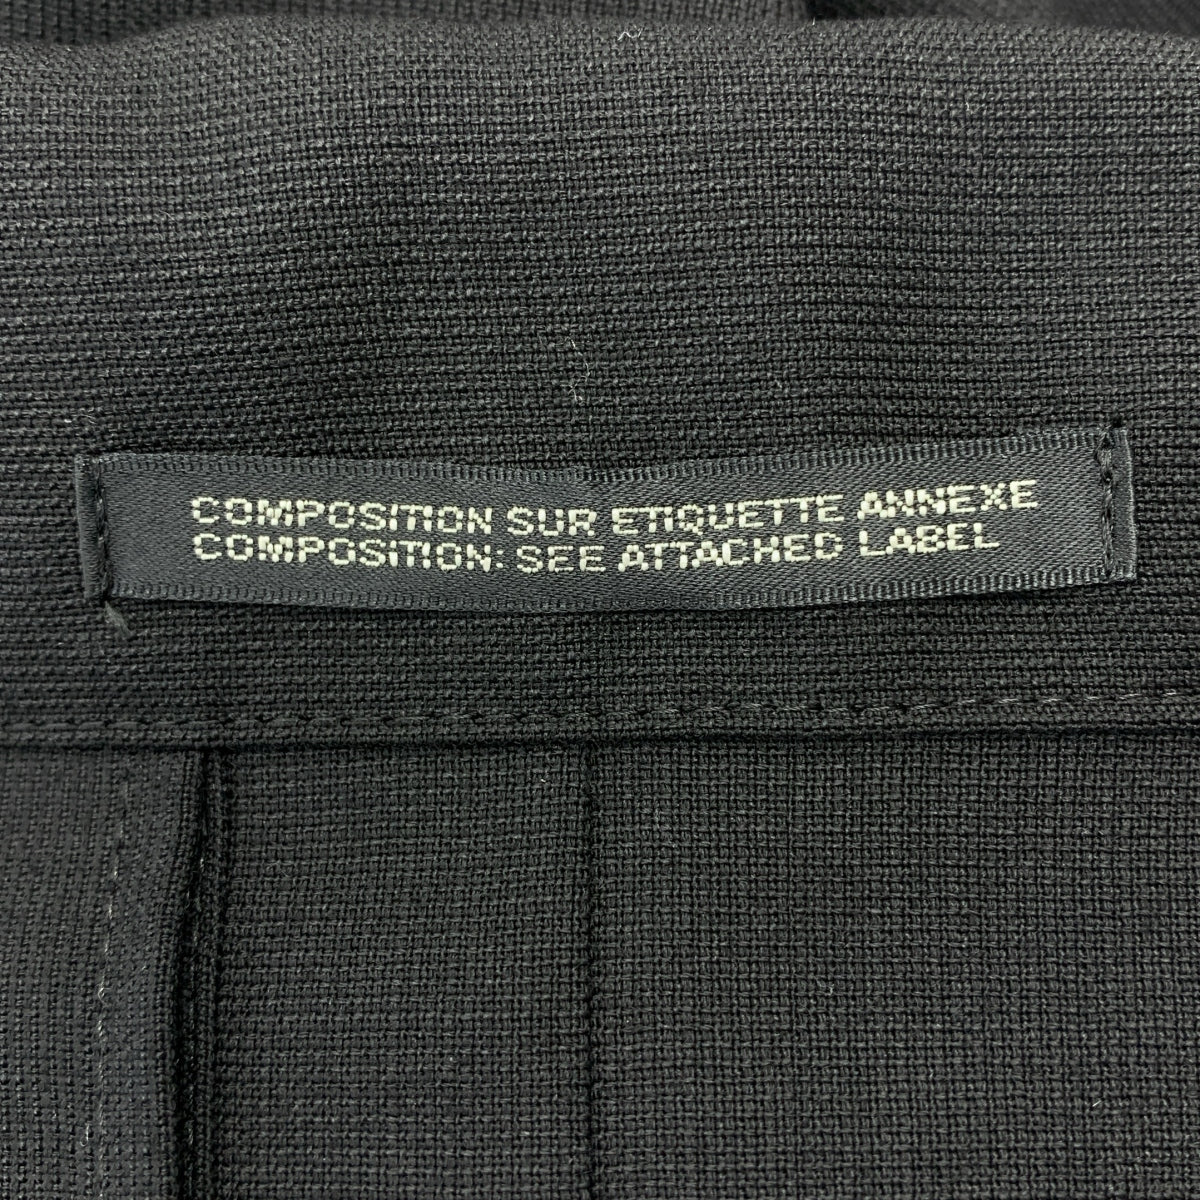 COMPOSITION SUR ETIQUETTE ANNEXE
COMPOSITION: SEE ATTACHED LABEL